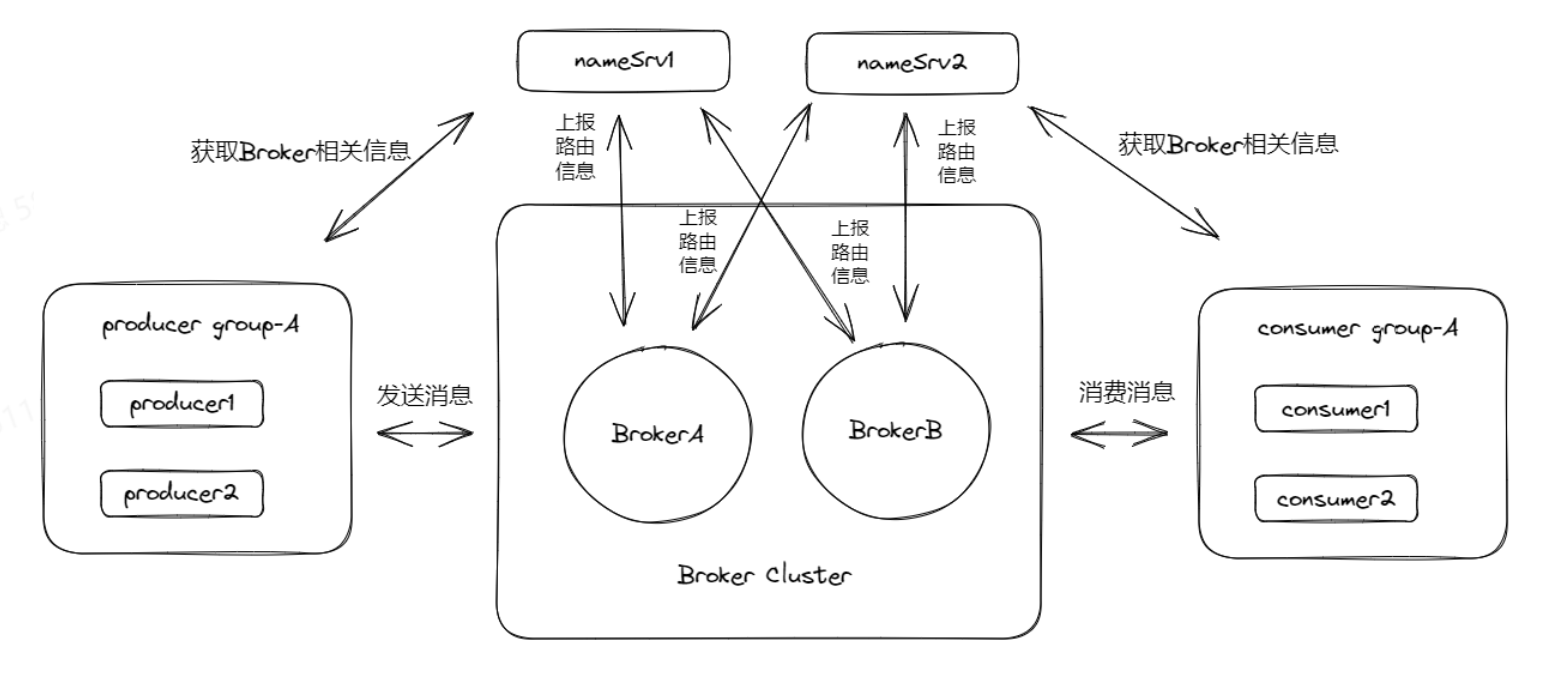 nameSrv1
nameSrv2
上报
路由
信息
上报
路由
信息
获取Broker相关信息
获取Broker相关信息
上报
路由
信息
上报
路由
信息
producer group-A
producer1
producer2
发送消息
BrokerA
BrokerB
Broker Cluster
消费消息
consumer group-A
consumer1
consumer2